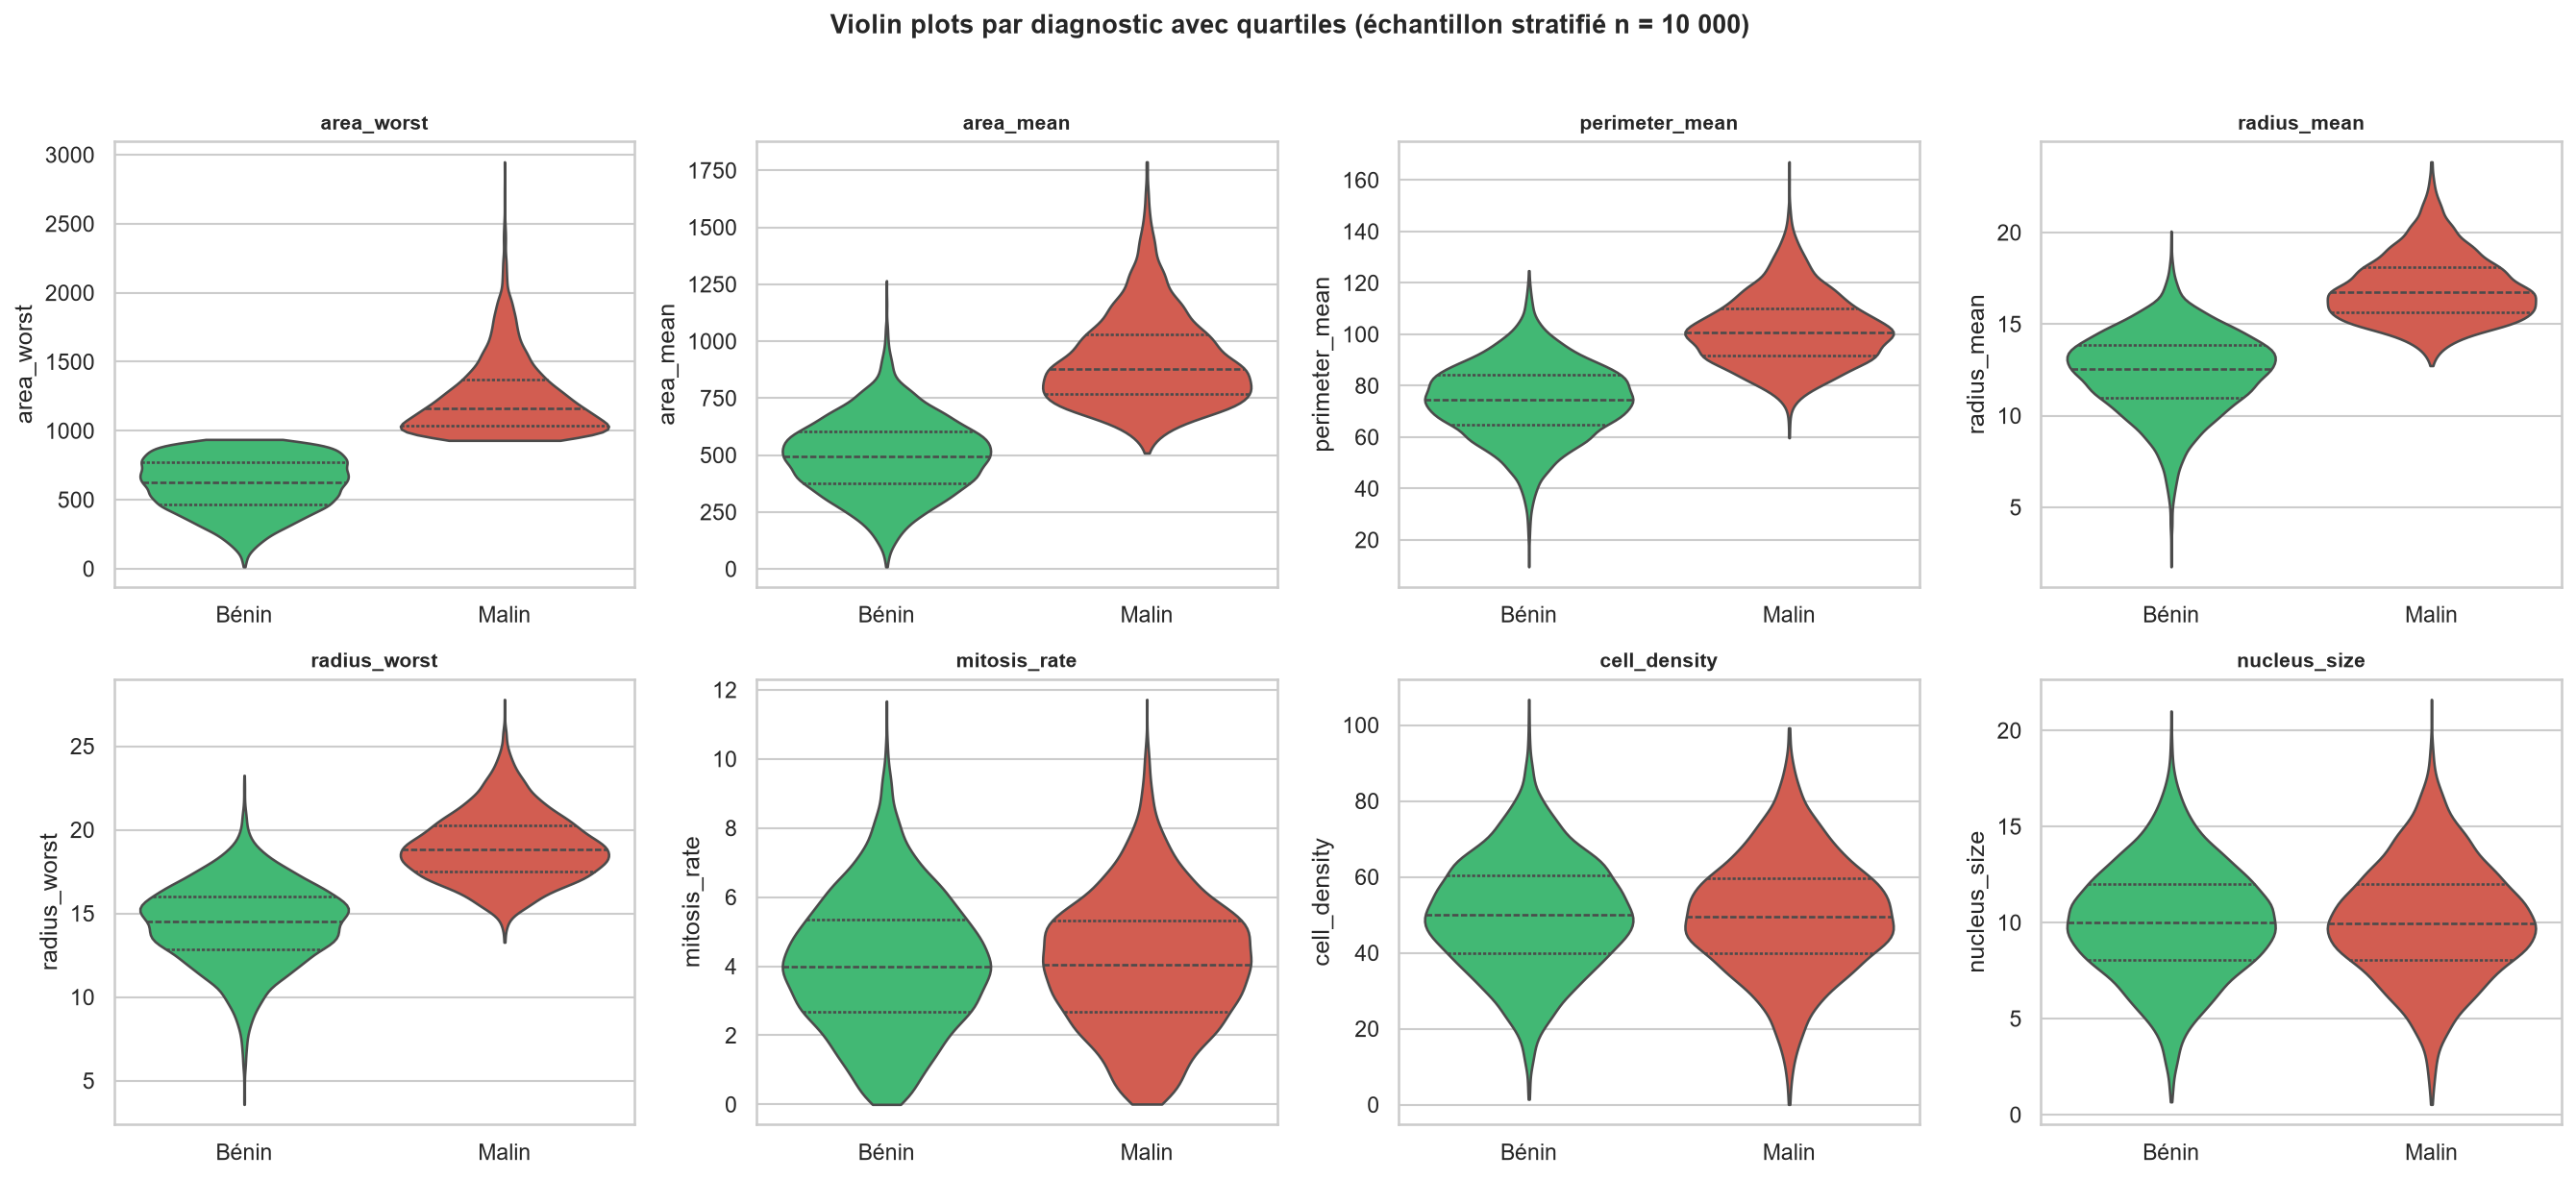 Violin plots par diagnostic avec quartiles (échantillon stratifié n = 10 000)
area_worst
area_worst
3000
2500
2000
1500
1000
500
0
Bénin Malin
area_mean
area_mean
1750
1500
1250
1000
750
500
250
0
Bénin Malin
perimeter_mean
perimeter_mean
160
140
120
100
80
60
40
20
Bénin Malin
radius_mean
radius_mean
20
15
10
5
Bénin Malin
radius_worst
radius_worst
25
20
15
10
5
Bénin Malin
mitosis_rate
mitosis_rate
12
10
8
6
4
2
0
Bénin Malin
cell_density
cell_density
100
80
60
40
20
0
Bénin Malin
nucleus_size
nucleus_size
20
15
10
5
0
Bénin Malin